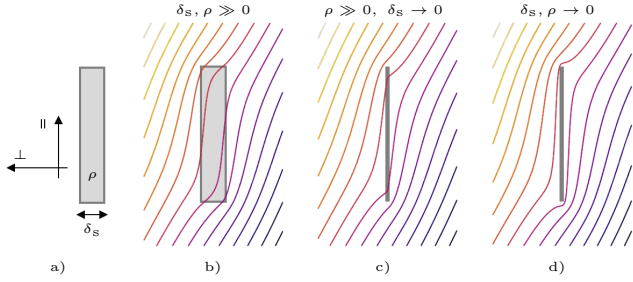 δs, ρ ≫ 0
ρ ≫ 0, δs → 0
δs, ρ → 0
=
⊥
ρ
δs
a)
b)
c)
d)